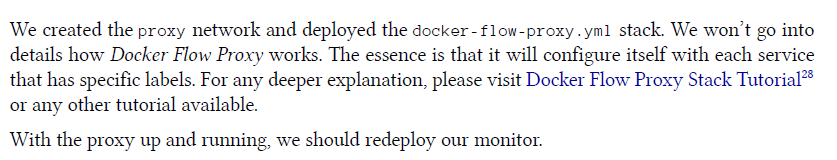 We created the proxy network and deployed the docker-flow-proxy.yml stack. We won’t go into
details how Docker Flow Proxy works. The essence is that it will configure itself with each service
that has specific labels. For any deeper explanation, please visit Docker Flow Proxy Stack Tutorial28
or any other tutorial available.
With the proxy up and running, we should redeploy our monitor.